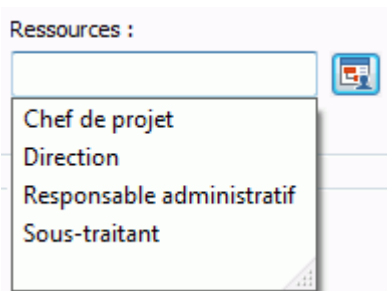 Ressources :
Chef de projet
Direction
Responsable administratif
Sous-traitant